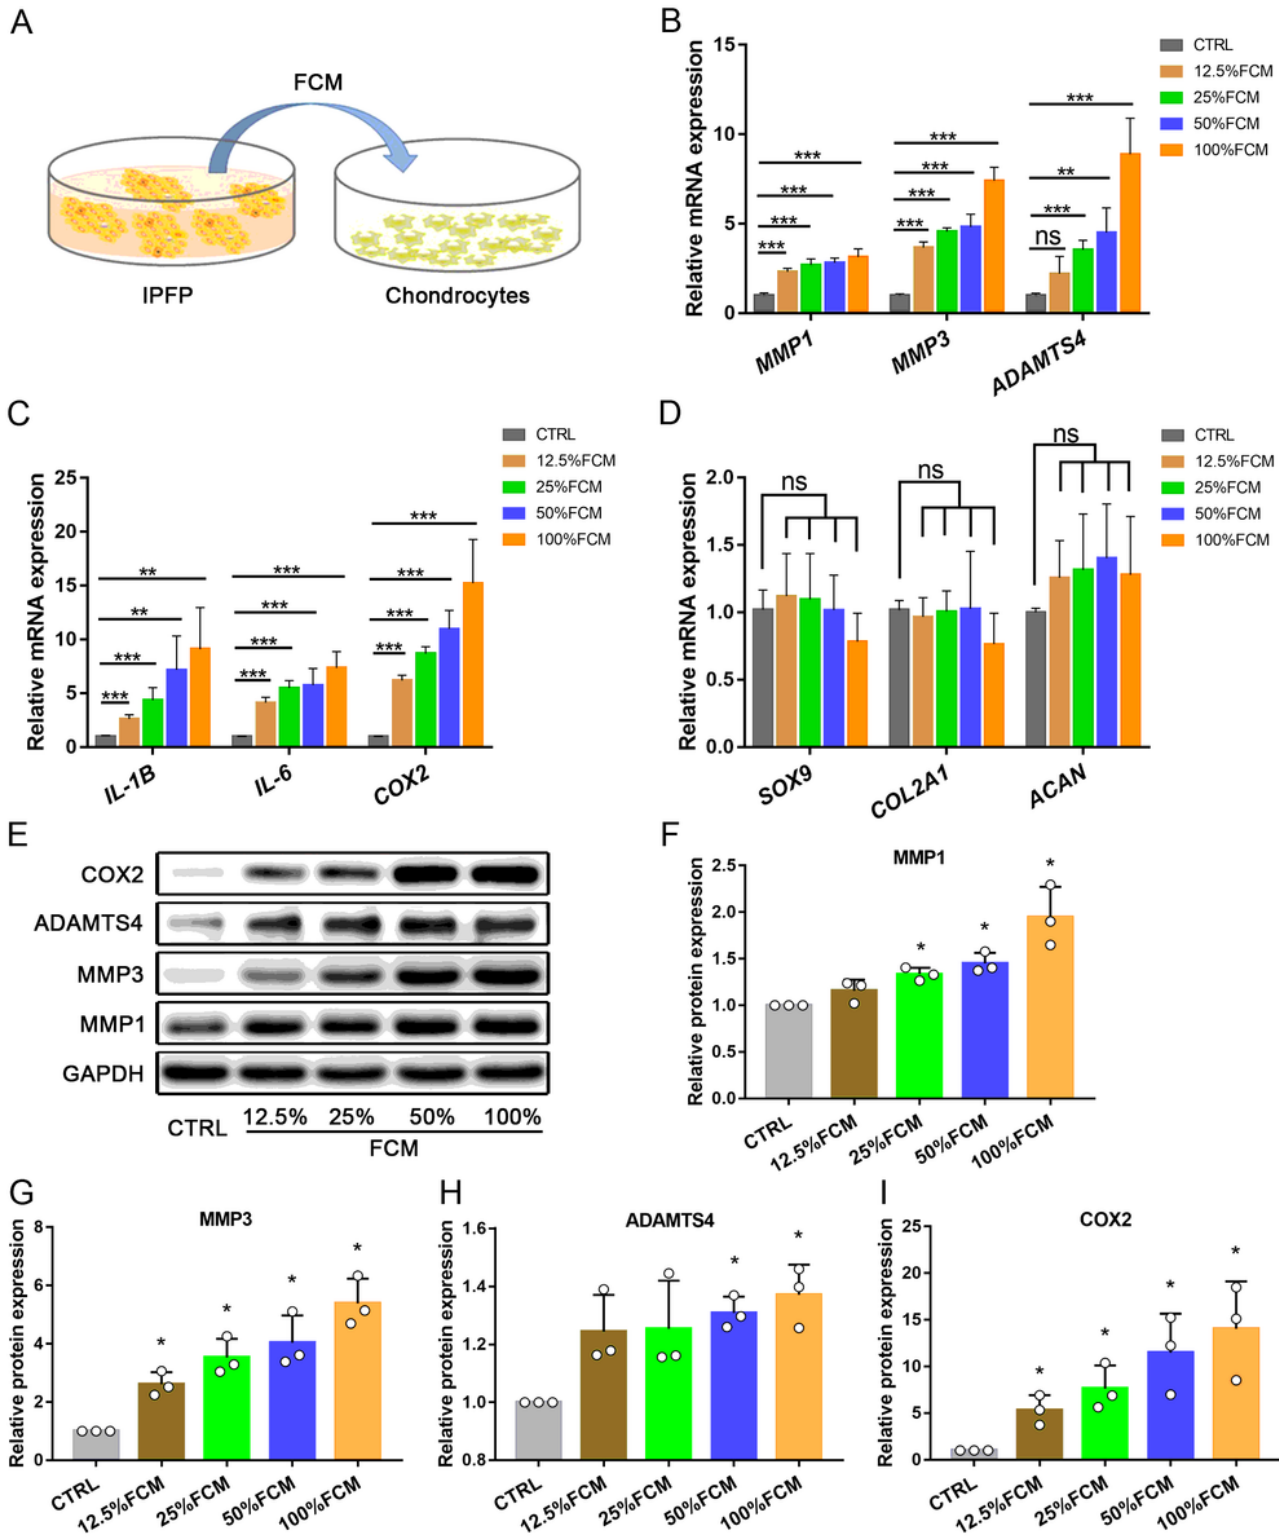 A
FCM
IPFP
Chondrocytes
B
Relative mRNA expression
15
10
5
0
***
***
***
***
***
***
***
***
ns
***
**
***
MMP1
MMP3
ADAMTS4
CTRL
12.5%FCM
25%FCM
50%FCM
100%FCM
C
Relative mRNA expression
25
20
15
10
5
0
***
***
**
**
***
***
***
***
***
***
***
***
IL-1B
IL-6
COX2
CTRL
12.5%FCM
25%FCM
50%FCM
100%FCM
D
Relative mRNA expression
2.0
1.5
1.0
0.5
0.0
ns
ns
ns
SOX9
COL2A1
ACAN
CTRL
12.5%FCM
25%FCM
50%FCM
100%FCM
E
COX2
ADAMTS4
MMP3
MMP1
GAPDH
CTRL 12.5% 25% 50% 100%
FCM
F
MMP1
Relative protein expression
2.5
2.0
1.5
1.0
0.5
0.0
*
*
*
CTRL
12.5%FCM
25%FCM
50%FCM
100%FCM
G
MMP3
Relative protein expression
8
6
4
2
0
*
*
*
*
CTRL
12.5%FCM
25%FCM
50%FCM
100%FCM
H
ADAMTS4
Relative protein expression
1.6
1.4
1.2
1.0
0.8
*
*
CTRL
12.5%FCM
25%FCM
50%FCM
100%FCM
I
COX2
Relative protein expression
25
20
15
10
5
0
*
*
*
*
CTRL
12.5%FCM
25%FCM
50%FCM
100%FCM